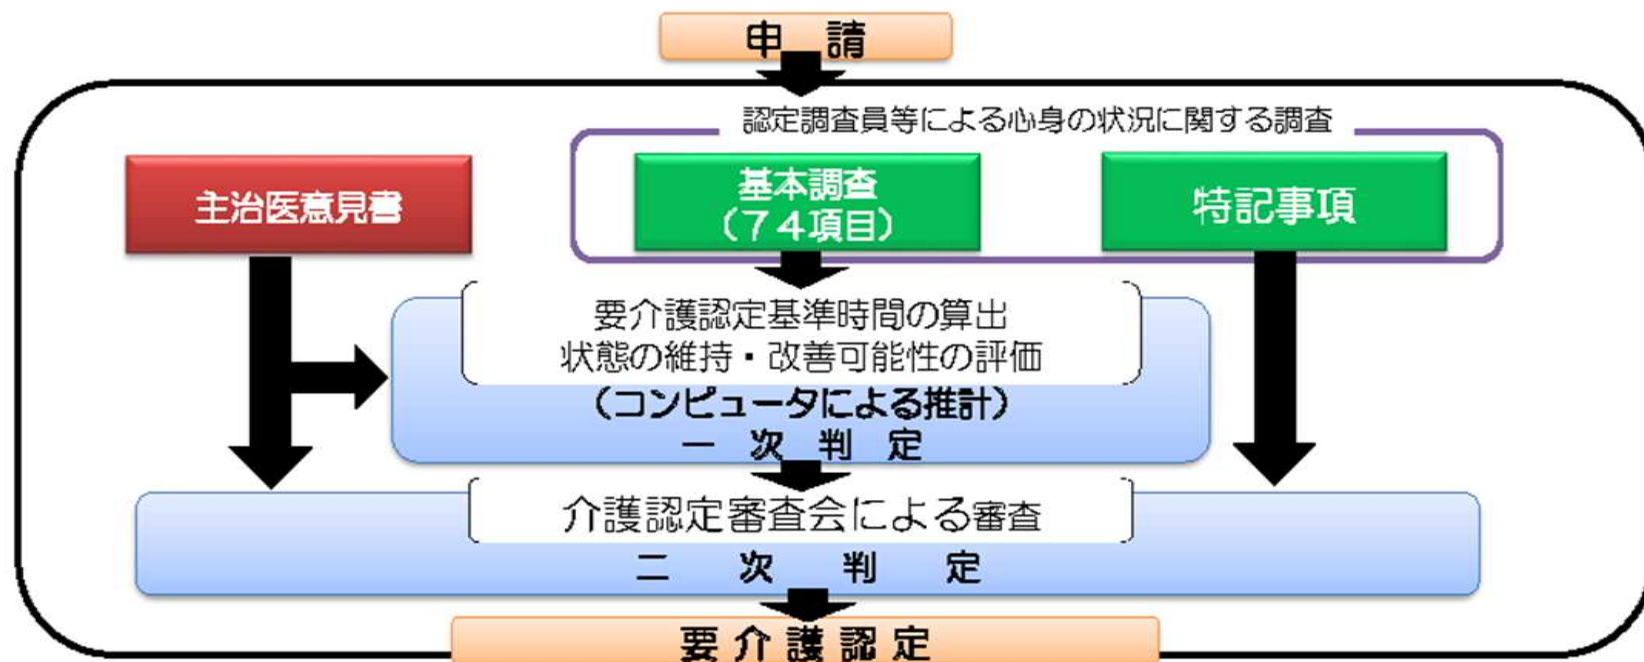 申 請
認定調査員等による心身の状況に関する調査
主治医意見書
基本調査
（７４項目）
特記事項
要介護認定基準時間の算出
状態の維持・改善可能性の評価
（コンピュータによる推計）
一 次 判 定
介護認定審査会による審査
二 次 判 定
要介護認定